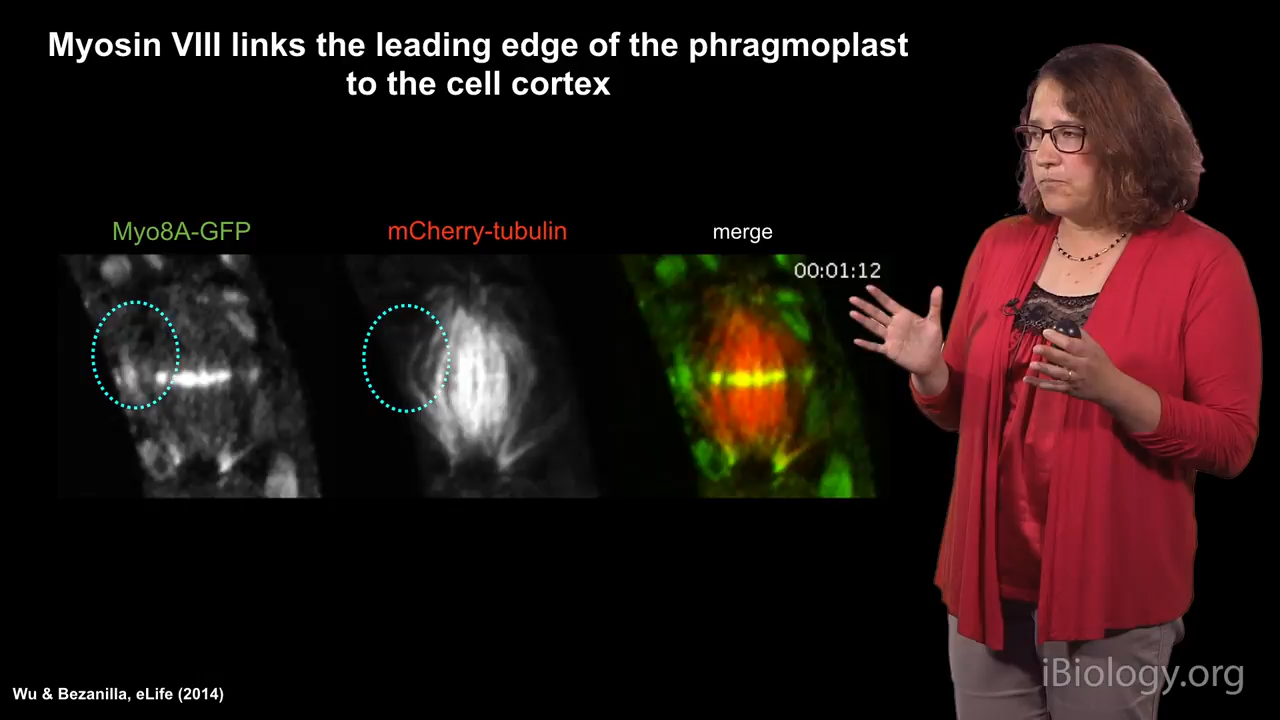 Myosin VIII links the leading edge of the phragmoplast
to the cell cortex
Myo8A-GFP
mCherry-tubulin
merge
00:01:12
Wu & Bezanilla, eLife (2014)
iBiology.org